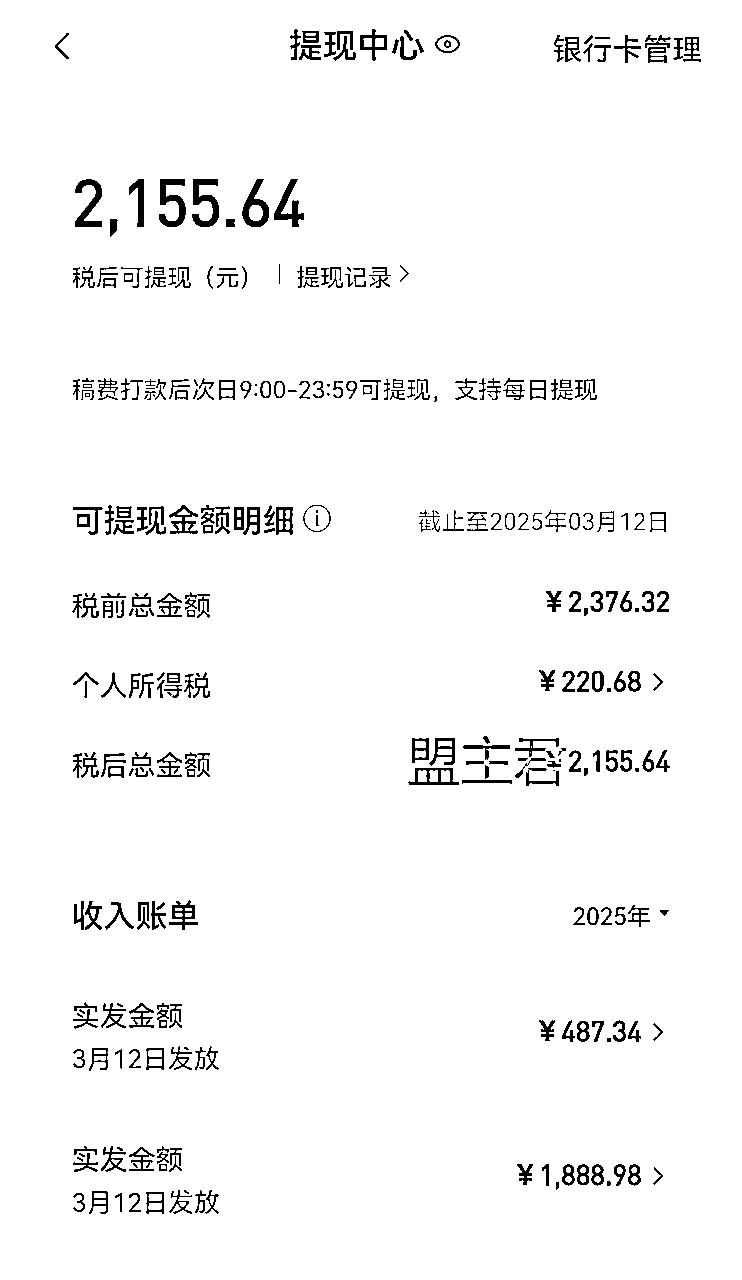 提现中心
银行卡管理
2,155.64
税后可提现（元） | 提现记录 >
稿费打款后次日9:00-23:59可提现，支持每日提现
可提现金额明细
截止至2025年03月12日
税前总金额 ¥2,376.32
个人所得税 ¥220.68 >
税后总金额 ¥2,155.64
盟主君
收入账单 2025年
实发金额
3月12日发放
¥487.34 >
实发金额
3月12日发放
¥1,888.98 >